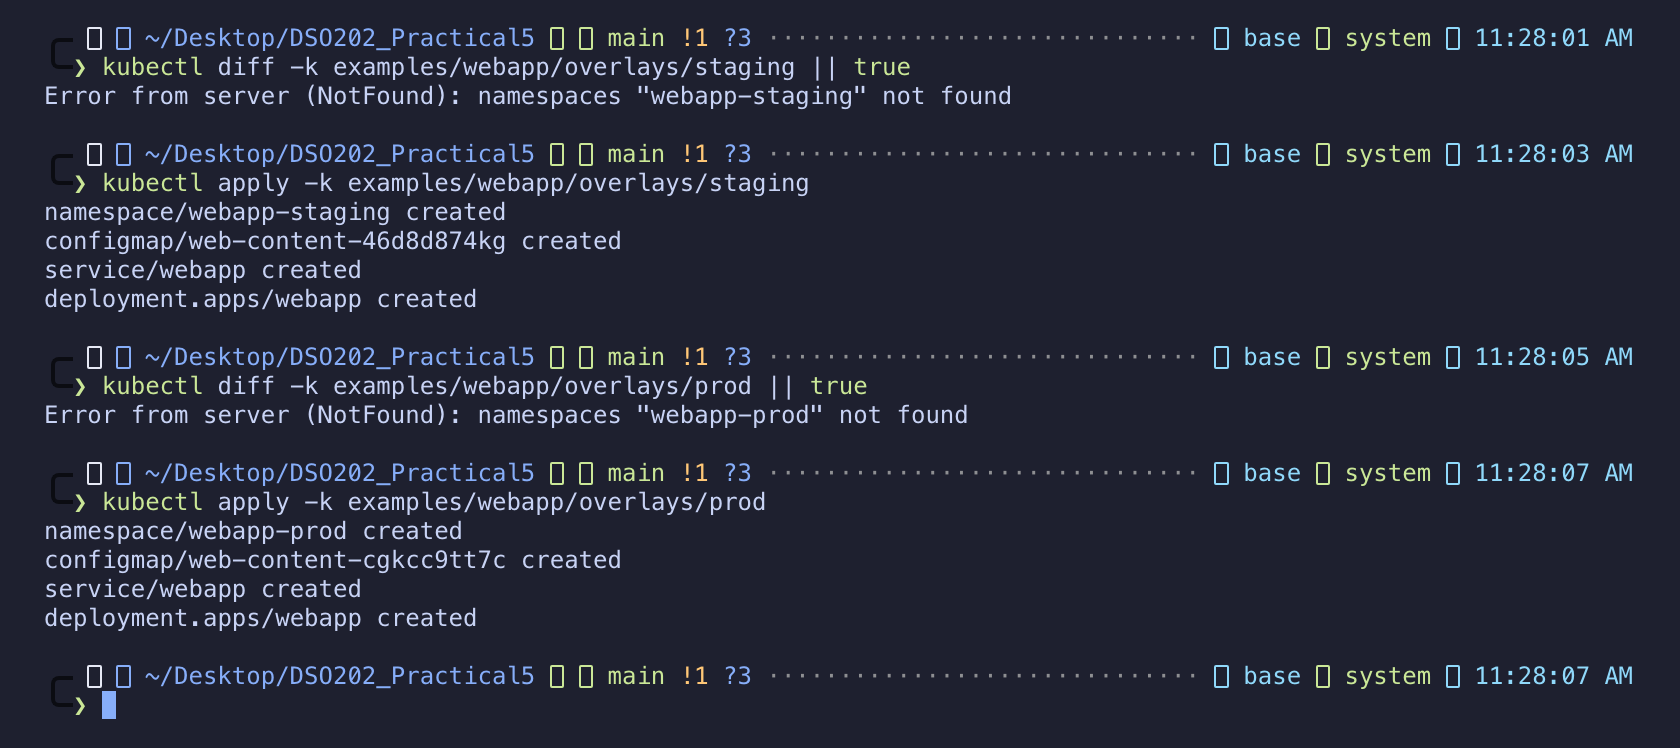 ~/Desktop/DSO202_Practical5 main !1 ?3 ······························ base system 11:28:01 AM
❯ kubectl diff -k examples/webapp/overlays/staging || true
Error from server (NotFound): namespaces "webapp-staging" not found
~/Desktop/DSO202_Practical5 main !1 ?3 ······························ base system 11:28:03 AM
❯ kubectl apply -k examples/webapp/overlays/staging
namespace/webapp-staging created
configmap/web-content-46d8d874kg created
service/webapp created
deployment.apps/webapp created
~/Desktop/DSO202_Practical5 main !1 ?3 ······························ base system 11:28:05 AM
❯ kubectl diff -k examples/webapp/overlays/prod || true
Error from server (NotFound): namespaces "webapp-prod" not found
~/Desktop/DSO202_Practical5 main !1 ?3 ······························ base system 11:28:07 AM
❯ kubectl apply -k examples/webapp/overlays/prod
namespace/webapp-prod created
configmap/web-content-cgkcc9tt7c created
service/webapp created
deployment.apps/webapp created
~/Desktop/DSO202_Practical5 main !1 ?3 ······························ base system 11:28:07 AM
❯